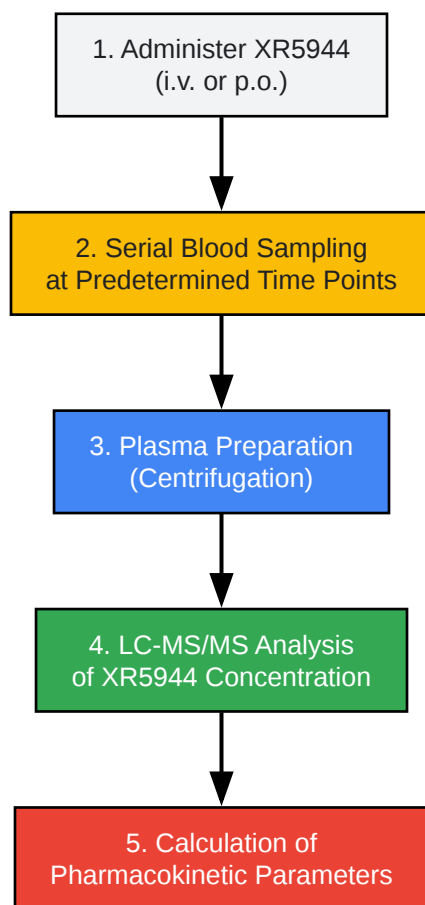 1. Administer XR5944
(i.v. or p.o.)
2. Serial Blood Sampling
at Predetermined Time Points
3. Plasma Preparation
(Centrifugation)
4. LC-MS/MS Analysis
of XR5944 Concentration
5. Calculation of
Pharmacokinetic Parameters